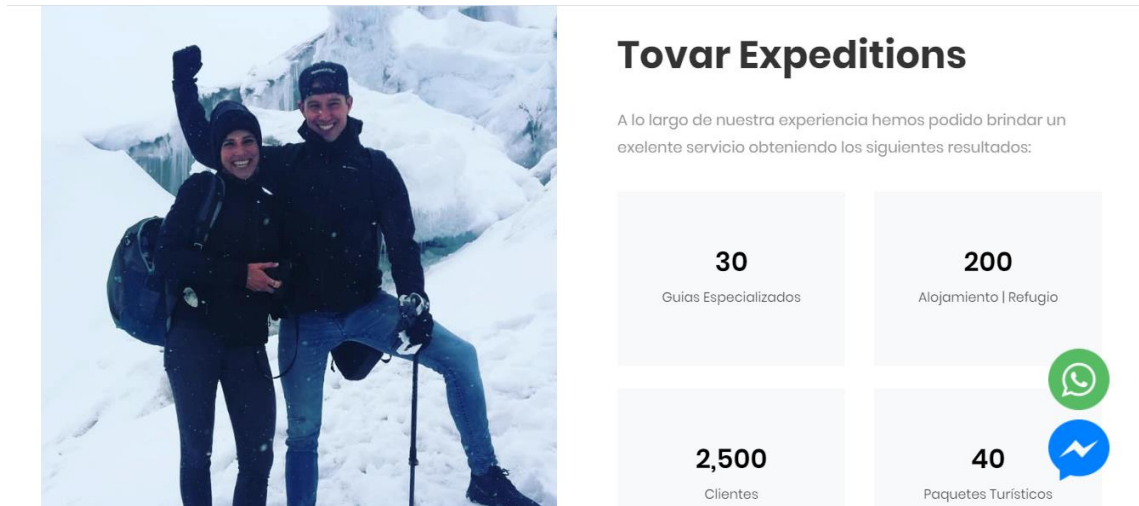 Tovar Expeditions
A lo largo de nuestra experiencia hemos podido brindar un
exelente servicio obteniendo los siguientes resultados:
30
Guias Especializados
200
Alojamiento | Refugio
2,500
Clientes
40
Paquetes Turísticos